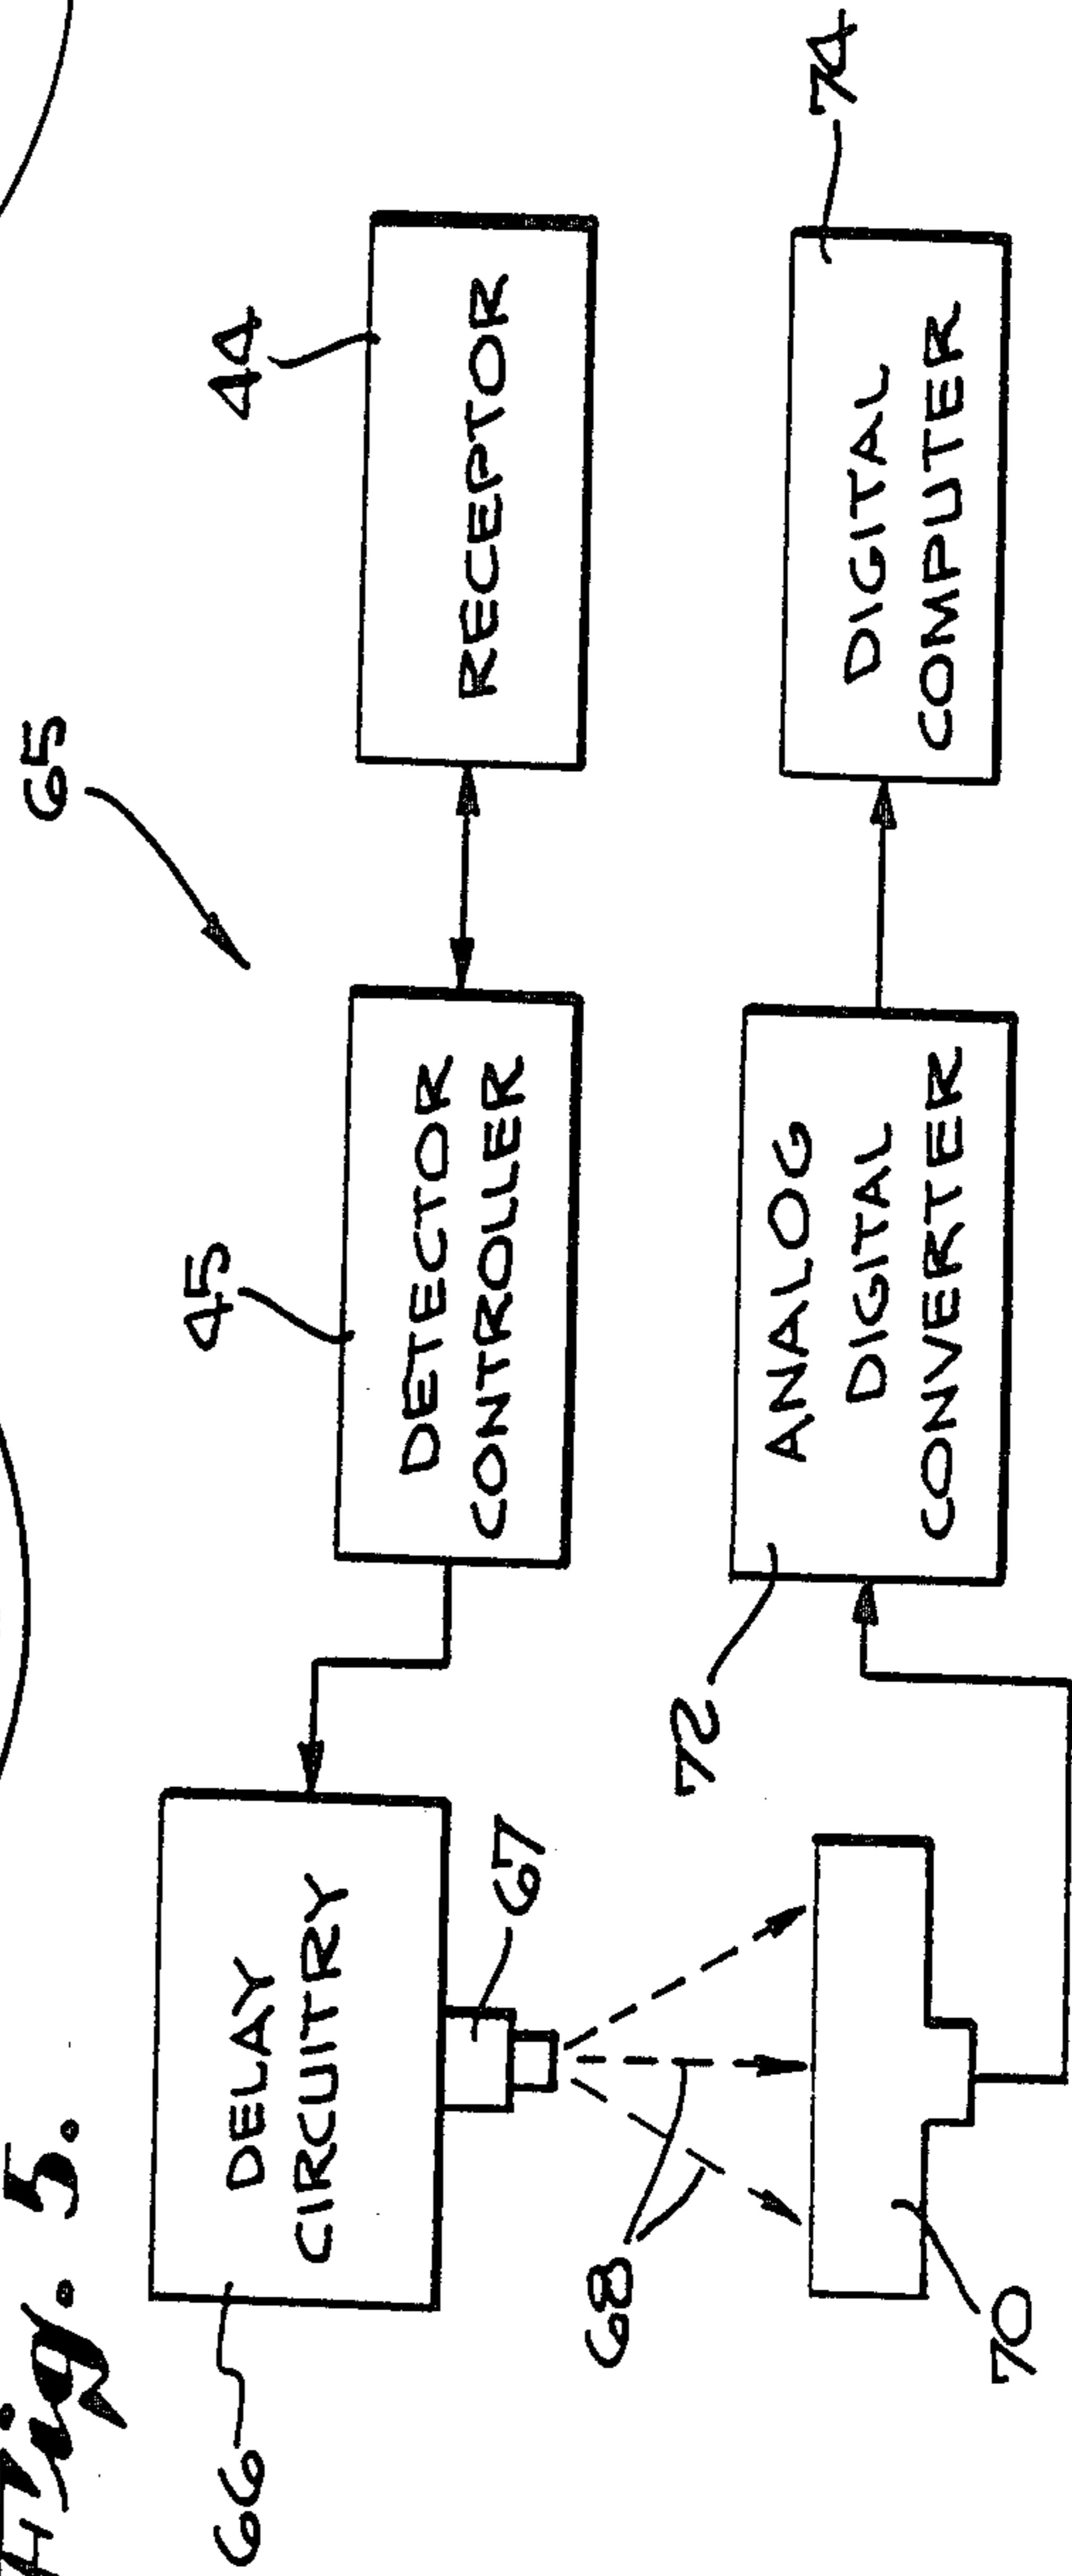 Fig. 5.
65
66
DELAY
CIRCUITRY
67
45
DETECTOR
CONTROLLER
44
RECEPTOR
68
70
72
ANALOG
DIGITAL
CONVERTER
74
DIGITAL
COMPUTER